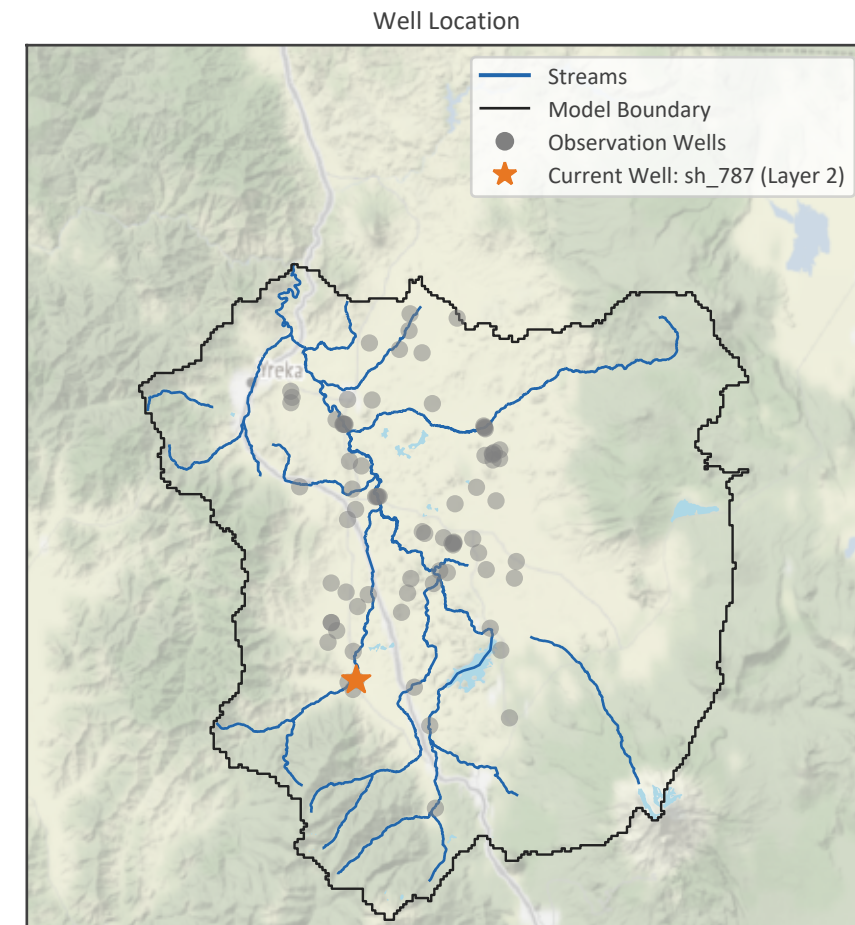 Well Location
Streams
Model Boundary
Observation Wells
Current Well: sh_787 (Layer 2)
Yreka